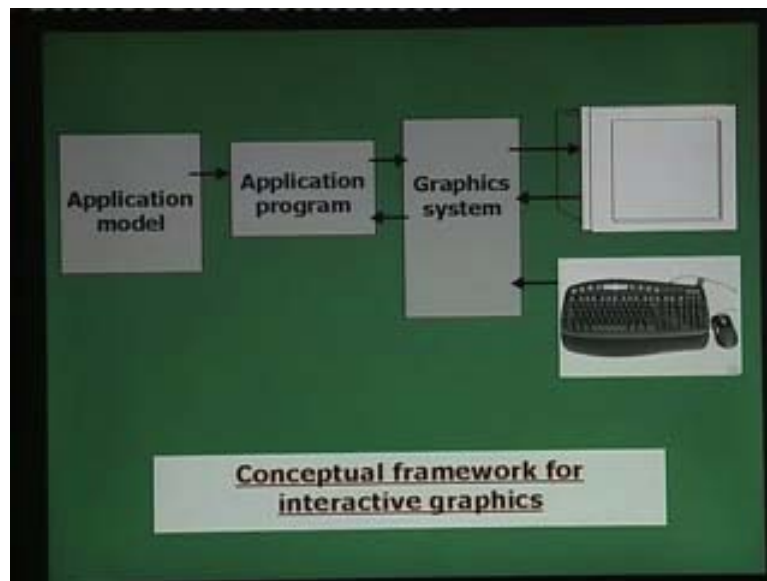 Application
model
Application
program
Graphics
system
Conceptual framework for
interactive graphics